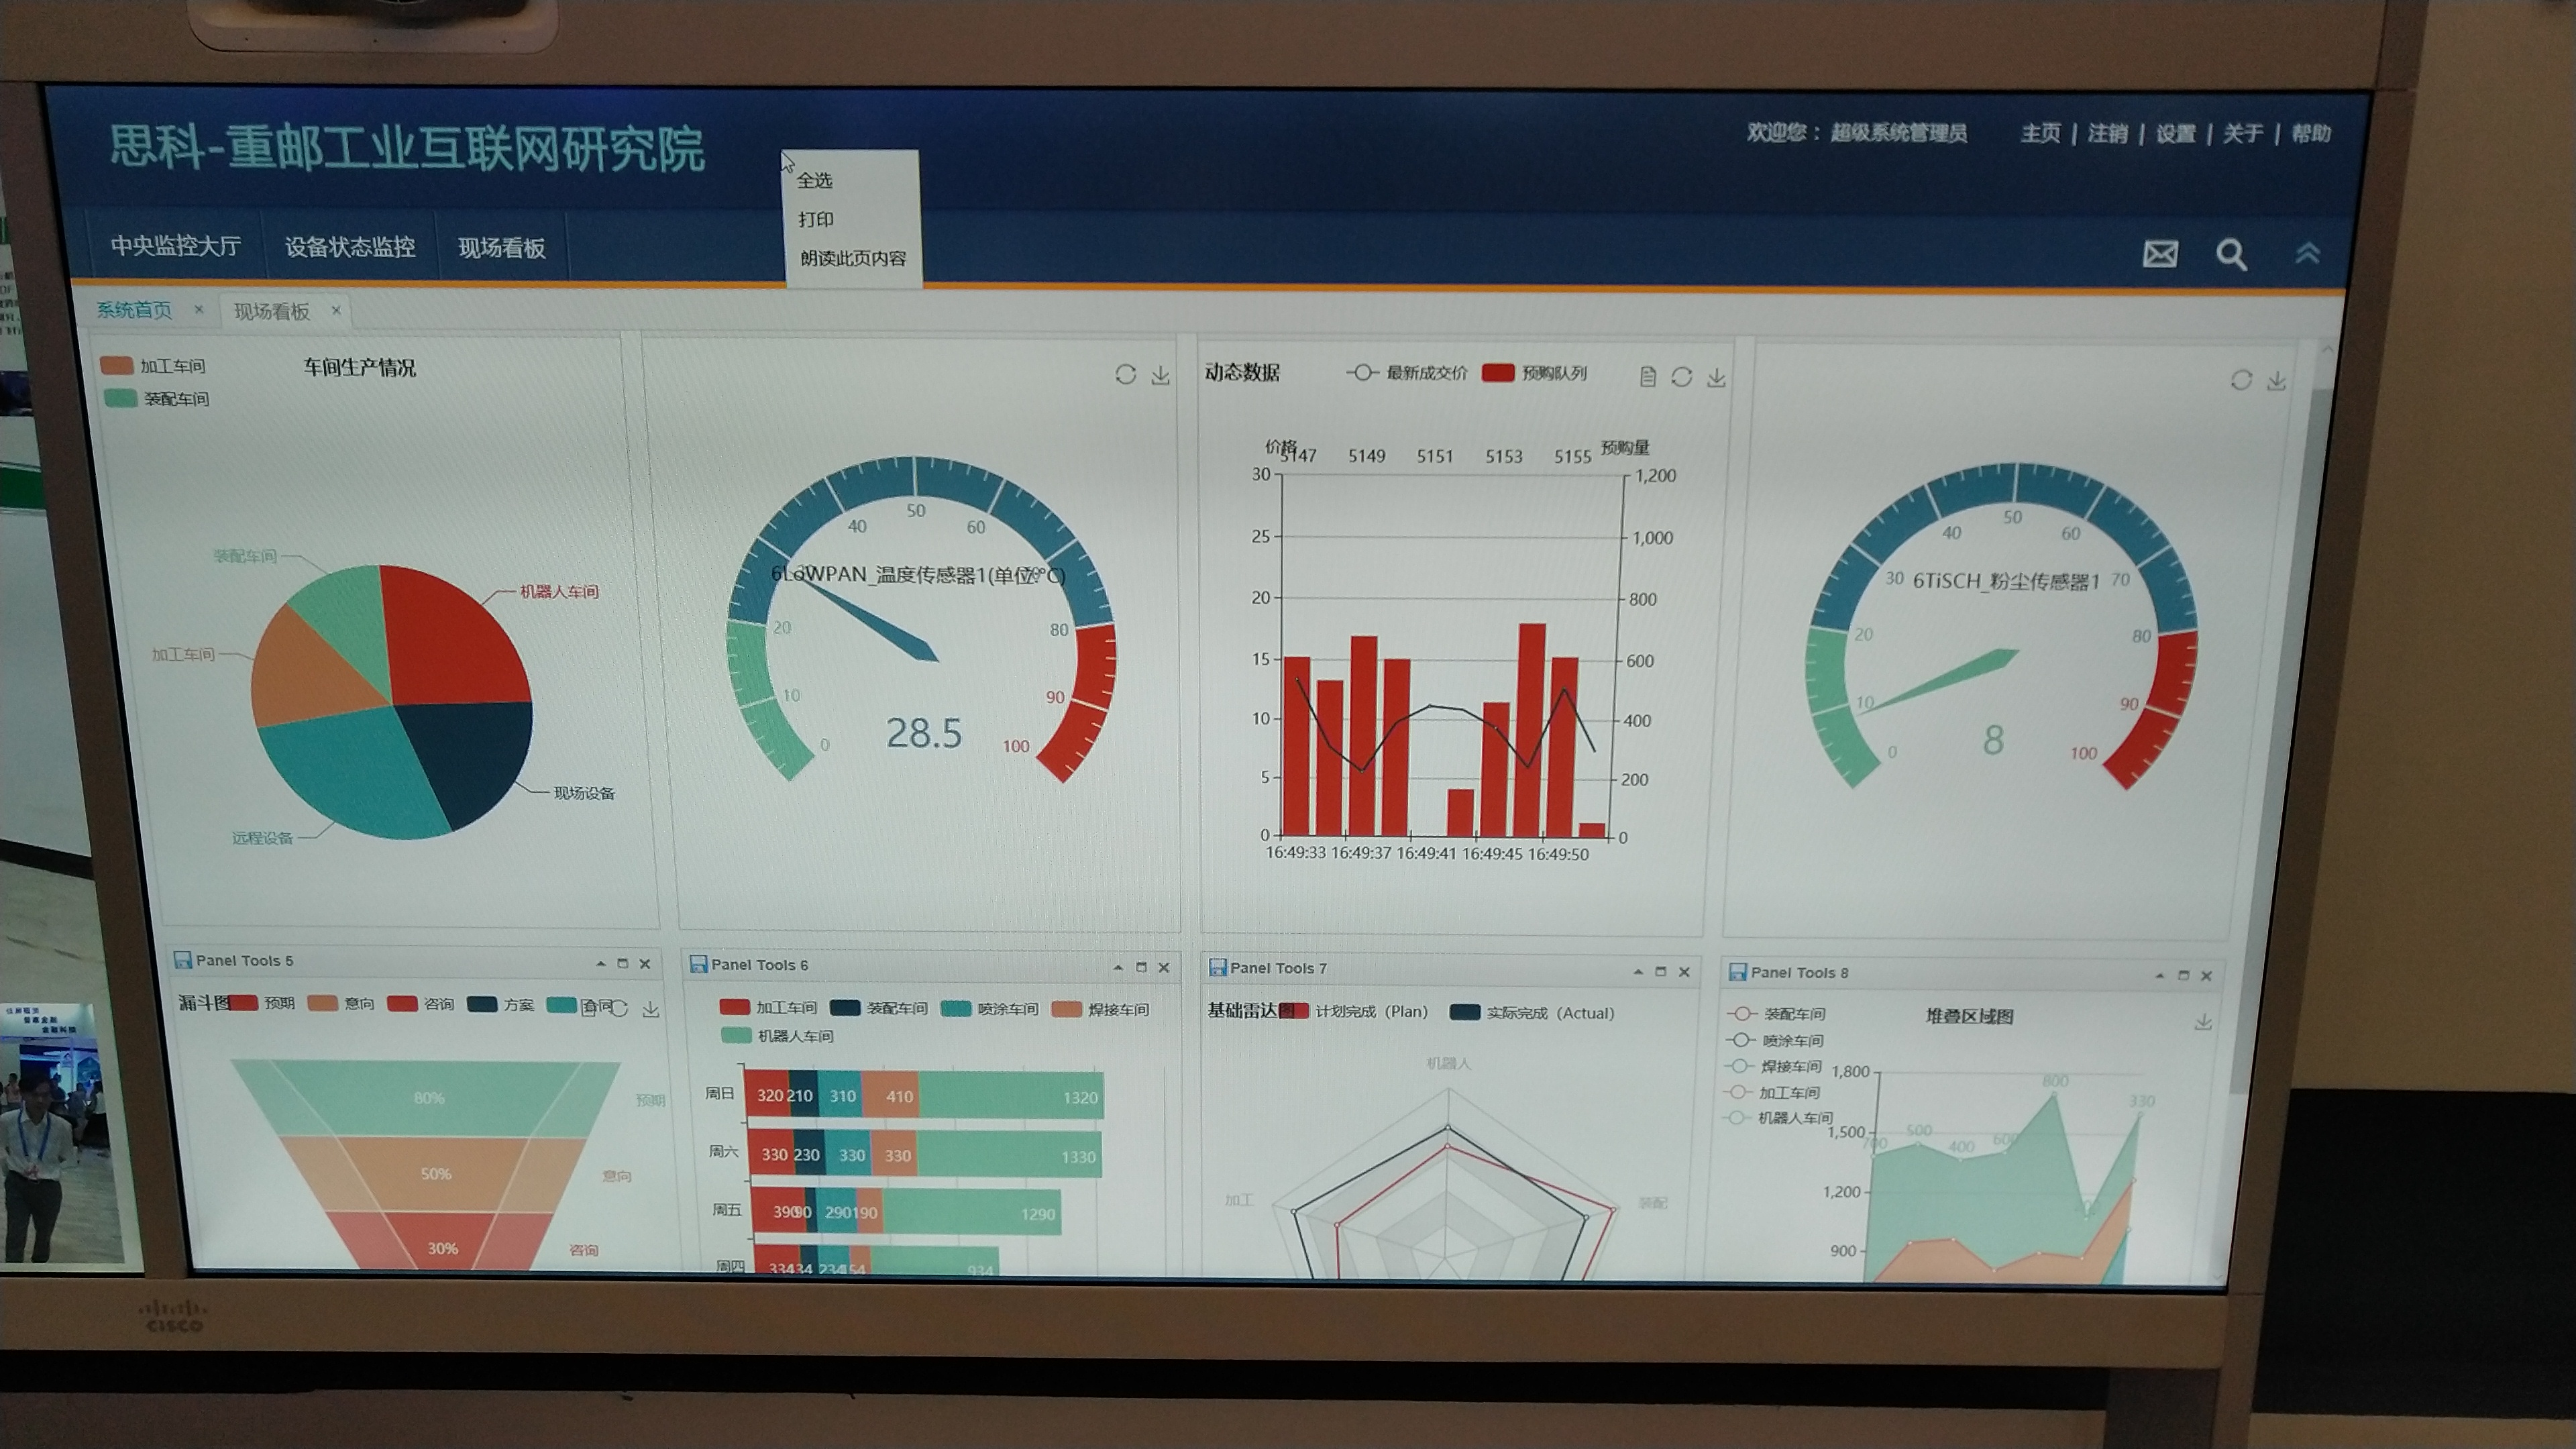 思科-重邮工业互联网研究院
欢迎您： 超级系统管理员 主页 | 注销 | 设置 | 关于 | 帮助
全选
打印
朗读此页内容
中央监控大厅 设备状态监控 现场看板
系统首页 × 现场看板 ×
加工车间
装配车间
车间生产情况
装配车间
机器人车间
加工车间
现场设备
远程设备
50
40 60
6LoWPAN_温度传感器1(单位°C)
20 80
10 90
0 28.5 100
动态数据 最新成交价 预购队列
价格 预购量
5147 5149 5151 5153 5155
30 1,200
25 1,000
20 800
15 600
10 400
5 200
0 0
16:49:33 16:49:37 16:49:41 16:49:45 16:49:50
50
40 60
30 6TiSCH_粉尘传感器1 70
20 80
10 90
0 8 100
Panel Tools 5
漏斗图 预期 意向 咨询 方案 合同
80% 预期
50% 意向
30% 咨询
Panel Tools 6
加工车间 装配车间 喷涂车间 焊接车间
机器人车间
周日 320 210 310 410 1320
周六 330 230 330 330 1330
周五 390 90 290 190 1290
周四 334 134 234 154 934
Panel Tools 7
基础雷达图 计划完成（Plan） 实际完成（Actual）
机器人
加工 装配
Panel Tools 8
堆叠区域图
装配车间
喷涂车间
焊接车间
加工车间
机器人车间
1,800
1,500
1,200
900
700 500 400 600 800 330
CISCO